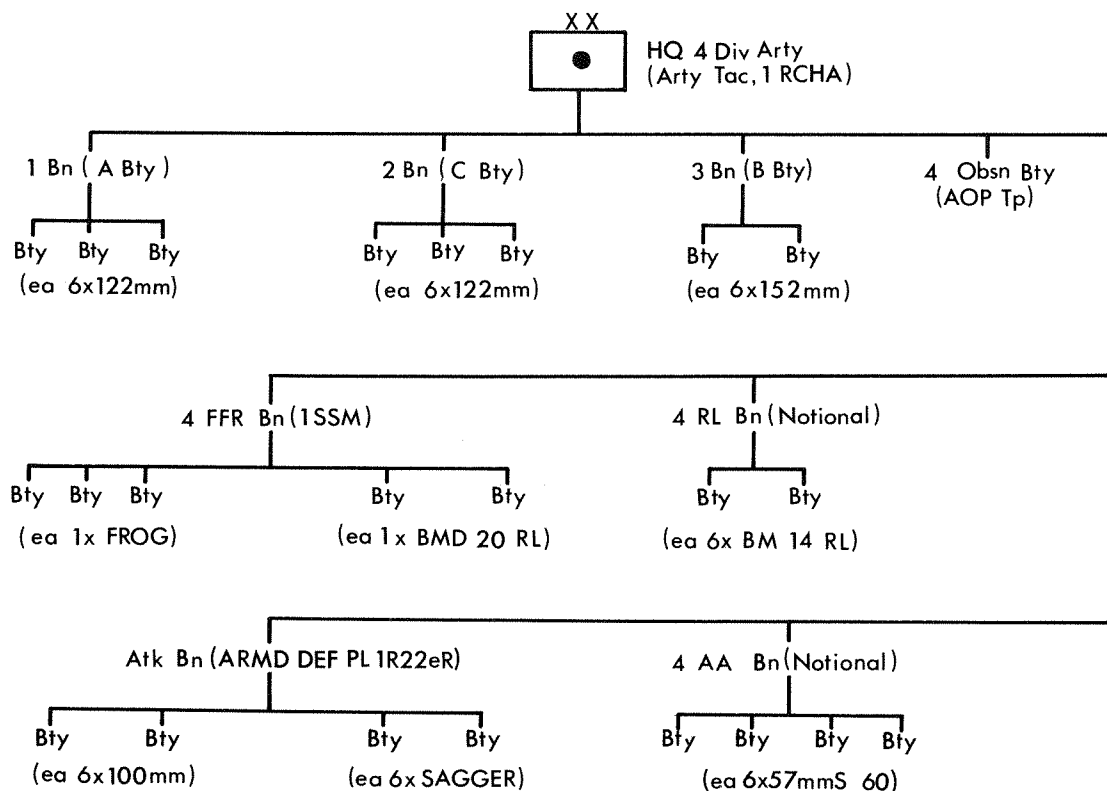 X X
HQ 4 Div Arty
(Arty Tac, 1 RCHA)
1 Bn (A Bty)
2 Bn (C Bty)
3 Bn (B Bty)
4 Obsn Bty
(AOP Tp)
Bty Bty Bty
Bty Bty Bty
Bty Bty
(ea 6x122mm)
(ea 6x122mm)
(ea 6x152mm)
4 FFR Bn (1SSM)
4 RL Bn (Notional)
Bty Bty Bty
Bty Bty
Bty Bty
(ea 1x FROG)
(ea 1x BMD 20 RL)
(ea 6x BM 14 RL)
Atk Bn (ARMD DEF PL 1R22eR)
4 AA Bn (Notional)
Bty Bty
Bty Bty
Bty Bty Bty Bty
(ea 6x100mm)
(ea 6x SAGGER)
(ea 6x57mmS 60)